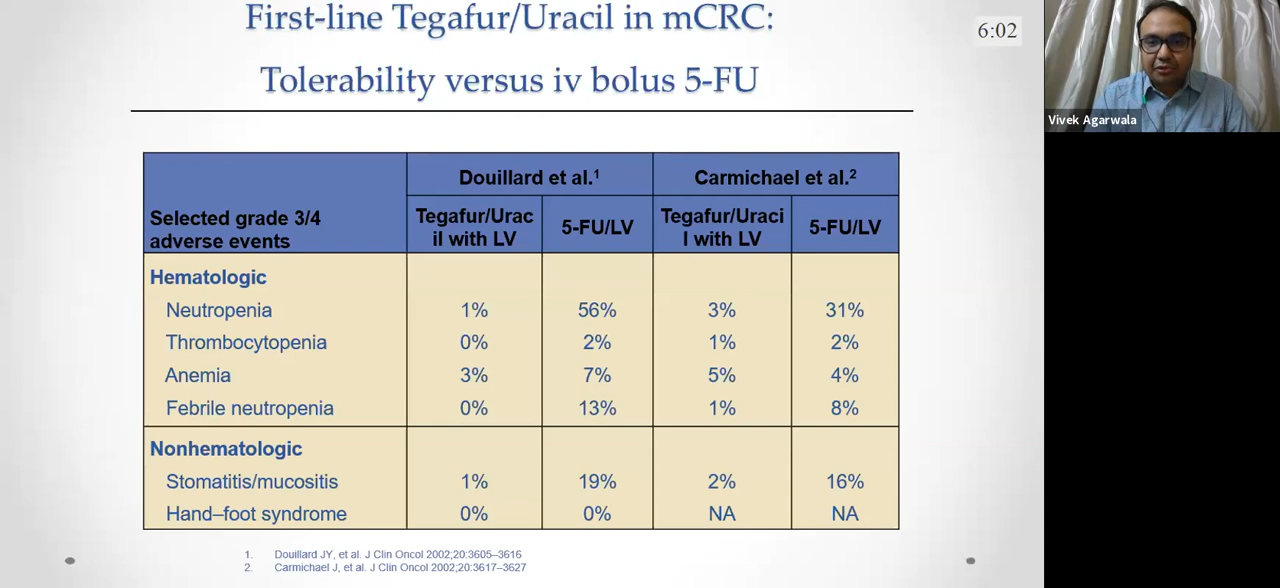 First-line Tegafur/Uracil in mCRC:
Tolerability versus iv bolus 5-FU
6:02
Vivek Agarwala
Selected grade 3/4
adverse events
Douillard et al.1
Carmichael et al.2
Tegafur/Urac
il with LV
5-FU/LV
Tegafur/Uraci
l with LV
5-FU/LV
Hematologic
Neutropenia 1% 56% 3% 31%
Thrombocytopenia 0% 2% 1% 2%
Anemia 3% 7% 5% 4%
Febrile neutropenia 0% 13% 1% 8%
Nonhematologic
Stomatitis/mucositis 1% 19% 2% 16%
Hand–foot syndrome 0% 0% NA NA
1. Douillard JY, et al. J Clin Oncol 2002;20:3605–3616
2. Carmichael J, et al. J Clin Oncol 2002;20:3617–3627